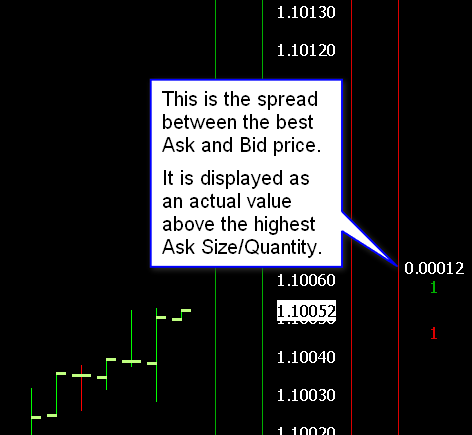 1.10130
1.10120
This is the spread
between the best
Ask and Bid price.
It is displayed as
an actual value
above the highest
Ask Size/Quantity.
0.00012
1.10060
1
1.10052
1
1.10040
1.10030
1.10020